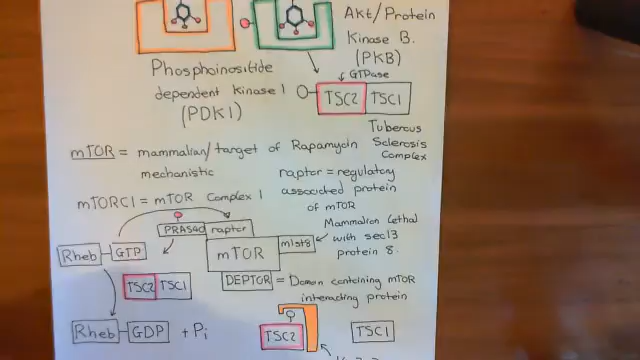 Akt/Protein
Kinase B.
(PKB)
Phosphoinositide
dependent Kinase 1
(PDK1)
GTPase
TSC2 TSC1
Tuberous
Sclerosis
Complex
mTOR = mammalian/target of Rapamycin
mechanistic
raptor = regulatory
associated protein
of mTOR
mTORC1 = mTOR Complex 1
PRAS40 raptor
Rheb GTP
mTOR
mlst8
Mammalian Lethal
with sec13
protein 8.
TSC2 TSC1
DEPTOR = Domain containing mTOR
interacting protein
Rheb GDP + Pi
TSC2
TSC1